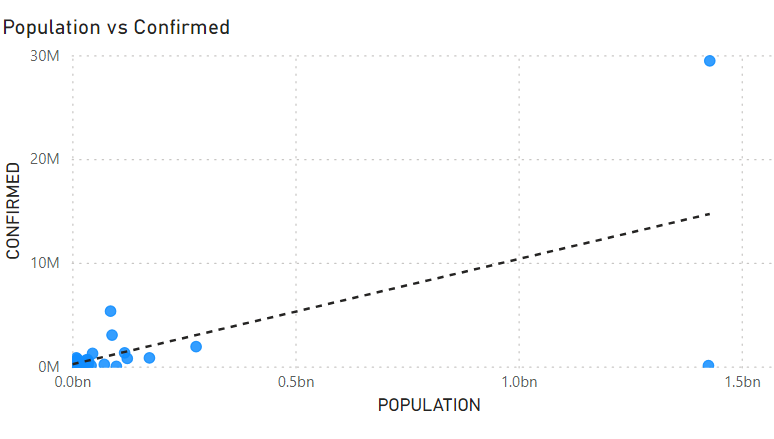 Population vs Confirmed
30M
20M
10M
0M
CONFIRMED
0.0bn
0.5bn
1.0bn
1.5bn
POPULATION